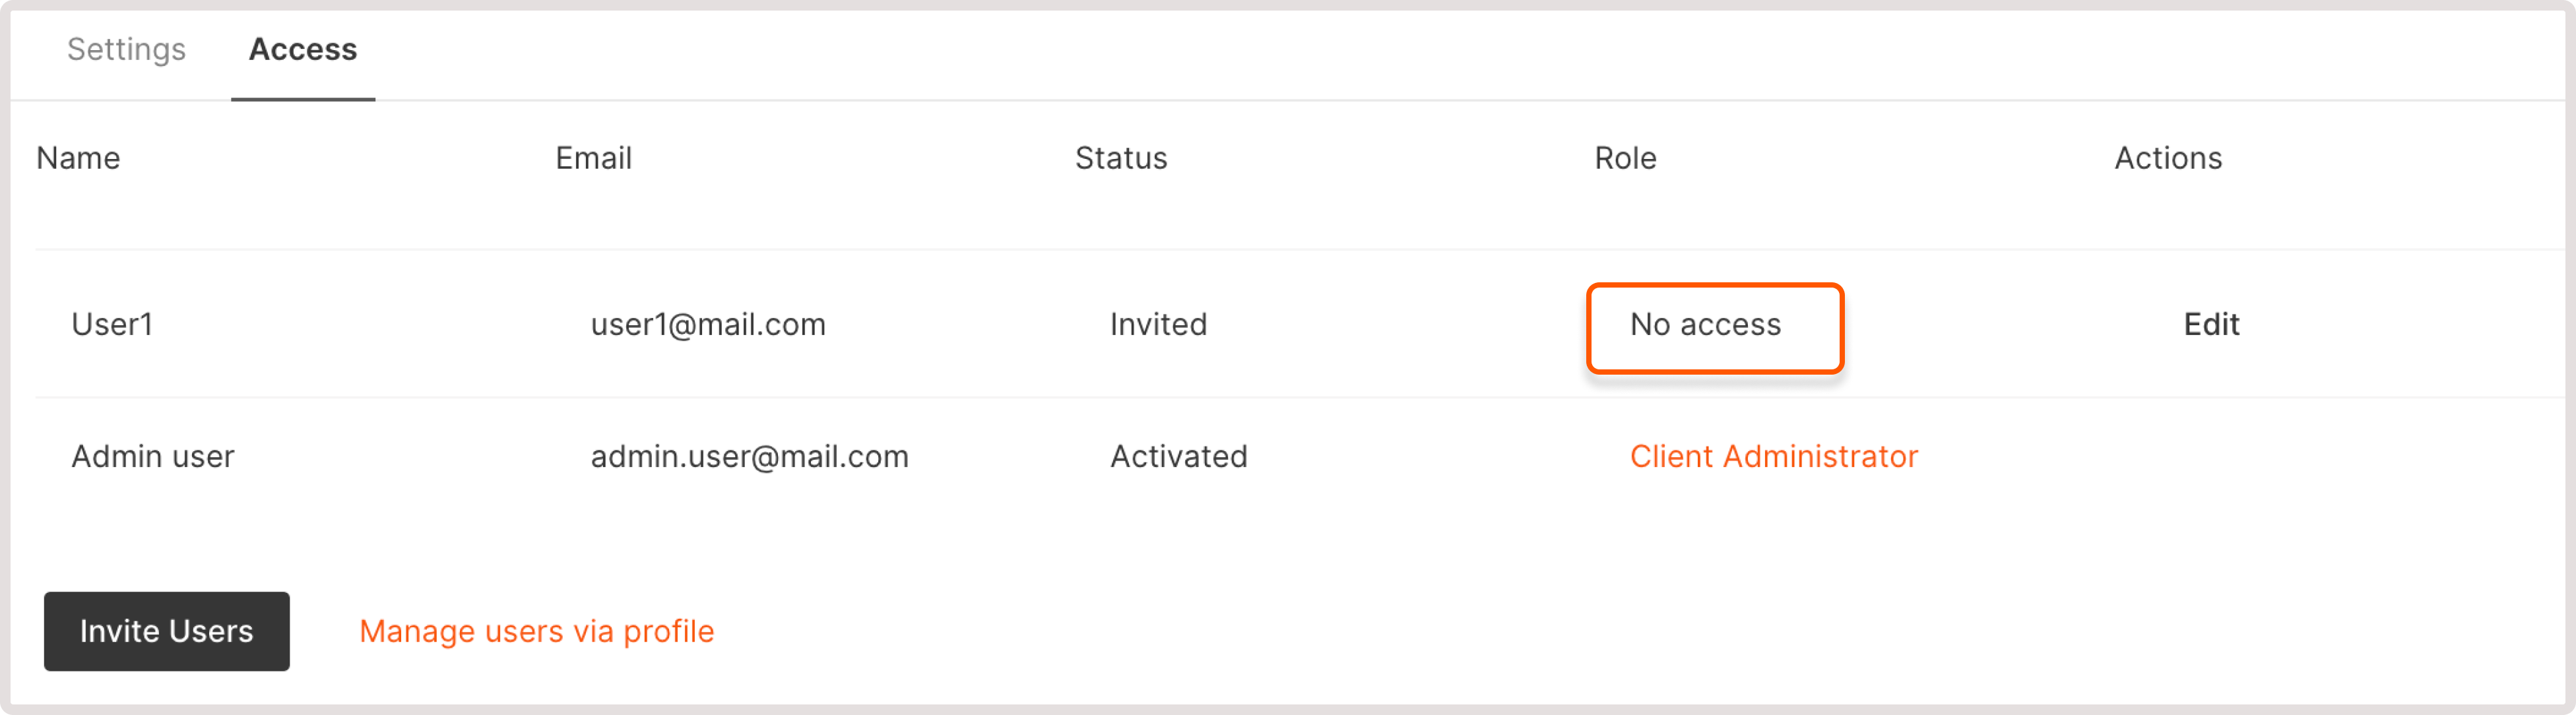 Settings Access
Name Email Status Role Actions
User1 user1@mail.com Invited No access Edit
Admin user admin.user@mail.com Activated Client Administrator
Invite Users Manage users via profile